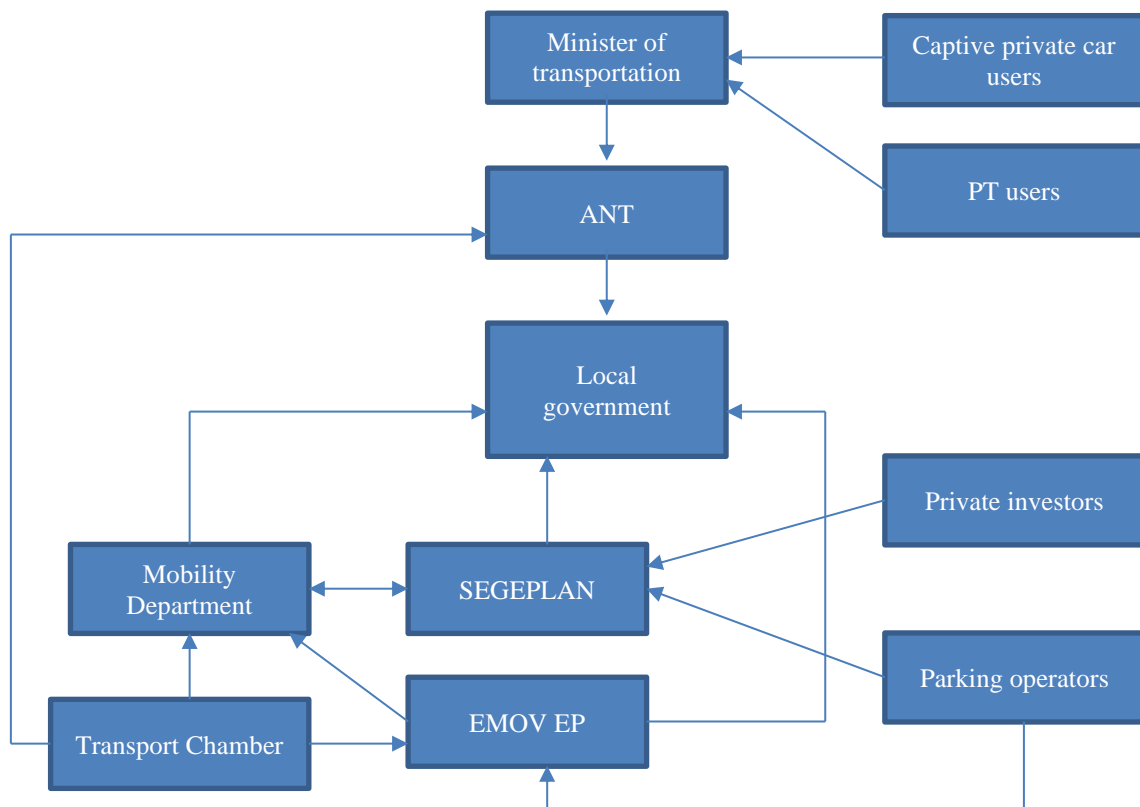 Minister of
transportation
Captive private car
users
PT users
ANT
Local
government
Private investors
Mobility
Department
SEGEPLAN
Parking operators
EMOV EP
Transport Chamber